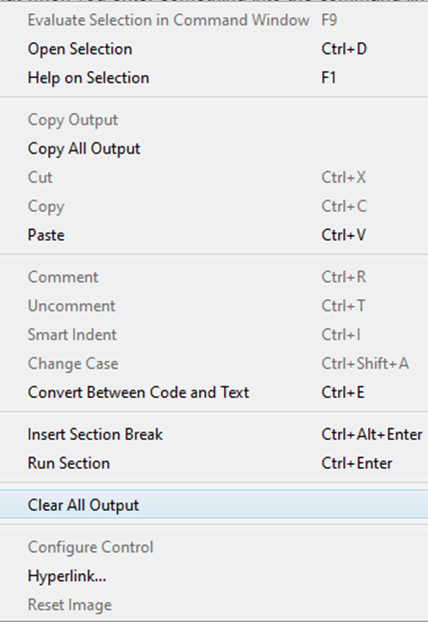 Evaluate Selection in Command Window F9
Open Selection Ctrl+D
Help on Selection F1
Copy Output
Copy All Output
Cut Ctrl+X
Copy Ctrl+C
Paste Ctrl+V
Comment Ctrl+R
Uncomment Ctrl+T
Smart Indent Ctrl+I
Change Case Ctrl+Shift+A
Convert Between Code and Text Ctrl+E
Insert Section Break Ctrl+Alt+Enter
Run Section Ctrl+Enter
Clear All Output
Configure Control
Hyperlink...
Reset Image